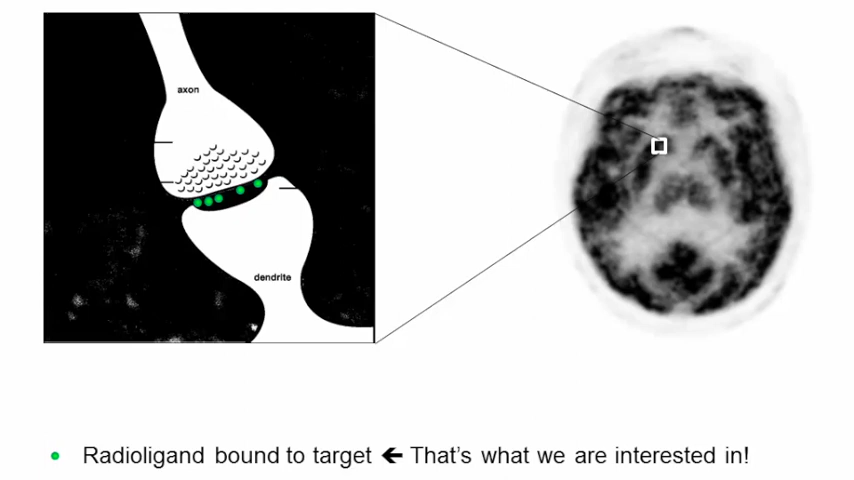 axon
dendrite
Radioligand bound to target ← That's what we are interested in!